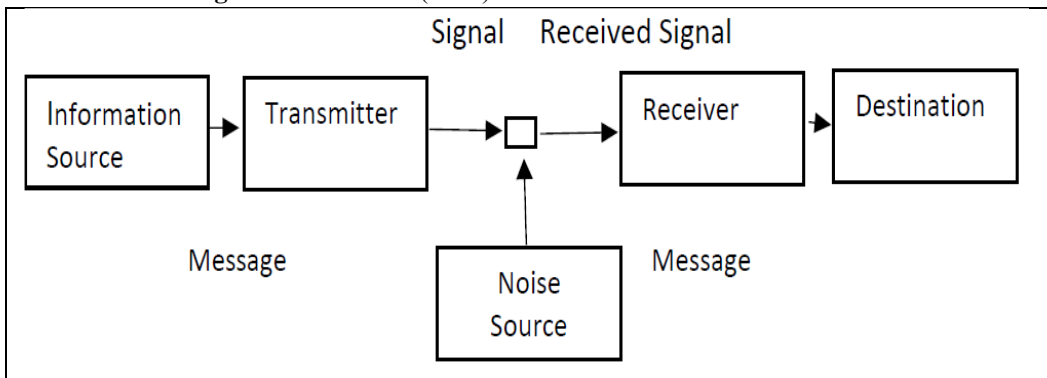 Signal Received Signal
Information
Source
Transmitter
Receiver
Destination
Message
Message
Noise
Source